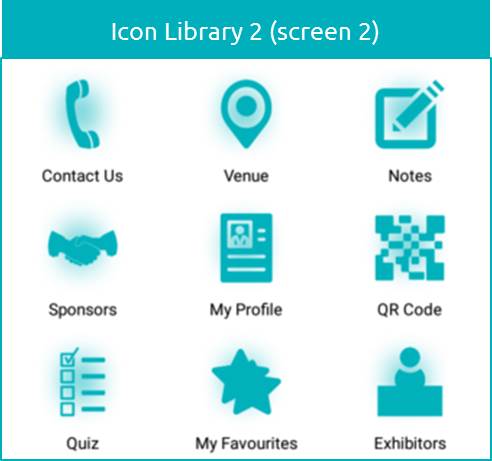 Icon Library 2 (screen 2)
Contact Us
Venue
Notes
Sponsors
My Profile
QR Code
Quiz
My Favourites
Exhibitors